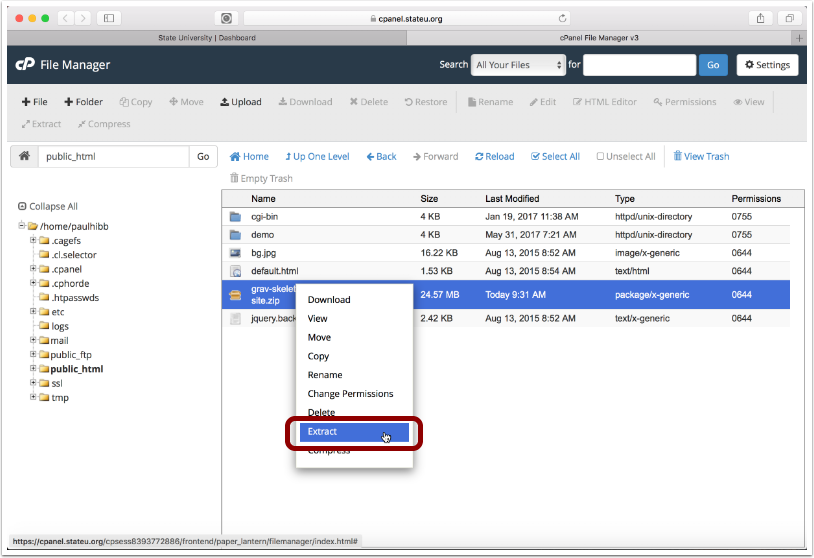 cpanel.stateu.org
State University | Dashboard
cPanel File Manager v3
cP File Manager
Search All Your Files for Go Settings
File Folder Copy Move Upload Download Delete Restore Rename Edit HTML Editor Permissions View
Extract Compress
public_html Go
Home Up One Level Back Forward Reload Select All Unselect All View Trash
Empty Trash
Collapse All
/home/paulhibb
.cagefs
.cl.selector
.cpanel
.cphorde
.htpasswds
etc
logs
mail
public_ftp
public_html
ssl
tmp
Name Size Last Modified Type Permissions
cgi-bin 4 KB Jan 19, 2017 11:38 AM httpd/unix-directory 0755
demo 4 KB May 31, 2017 7:21 AM httpd/unix-directory 0755
bg.jpg 16.22 KB Aug 13, 2015 8:52 AM image/x-generic 0644
default.html 1.53 KB Aug 13, 2015 8:54 AM text/html 0644
grav-skelet
site.zip 24.57 MB Today 9:31 AM package/x-generic 0644
jquery.back 2.42 KB Aug 13, 2015 8:52 AM text/x-generic 0644
Download
View
Move
Copy
Rename
Change Permissions
Delete
Extract
Compress
https://cpanel.stateu.org/cpsess8393772886/frontend/paper_lantern/filemanager/index.html#